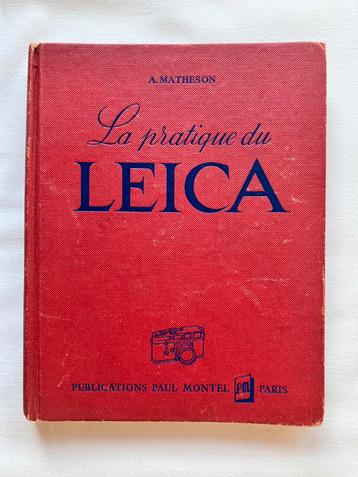 A. MATHESON
La pratique du
LEICA
PUBLICATIONS PAUL MONTEL PM PARIS